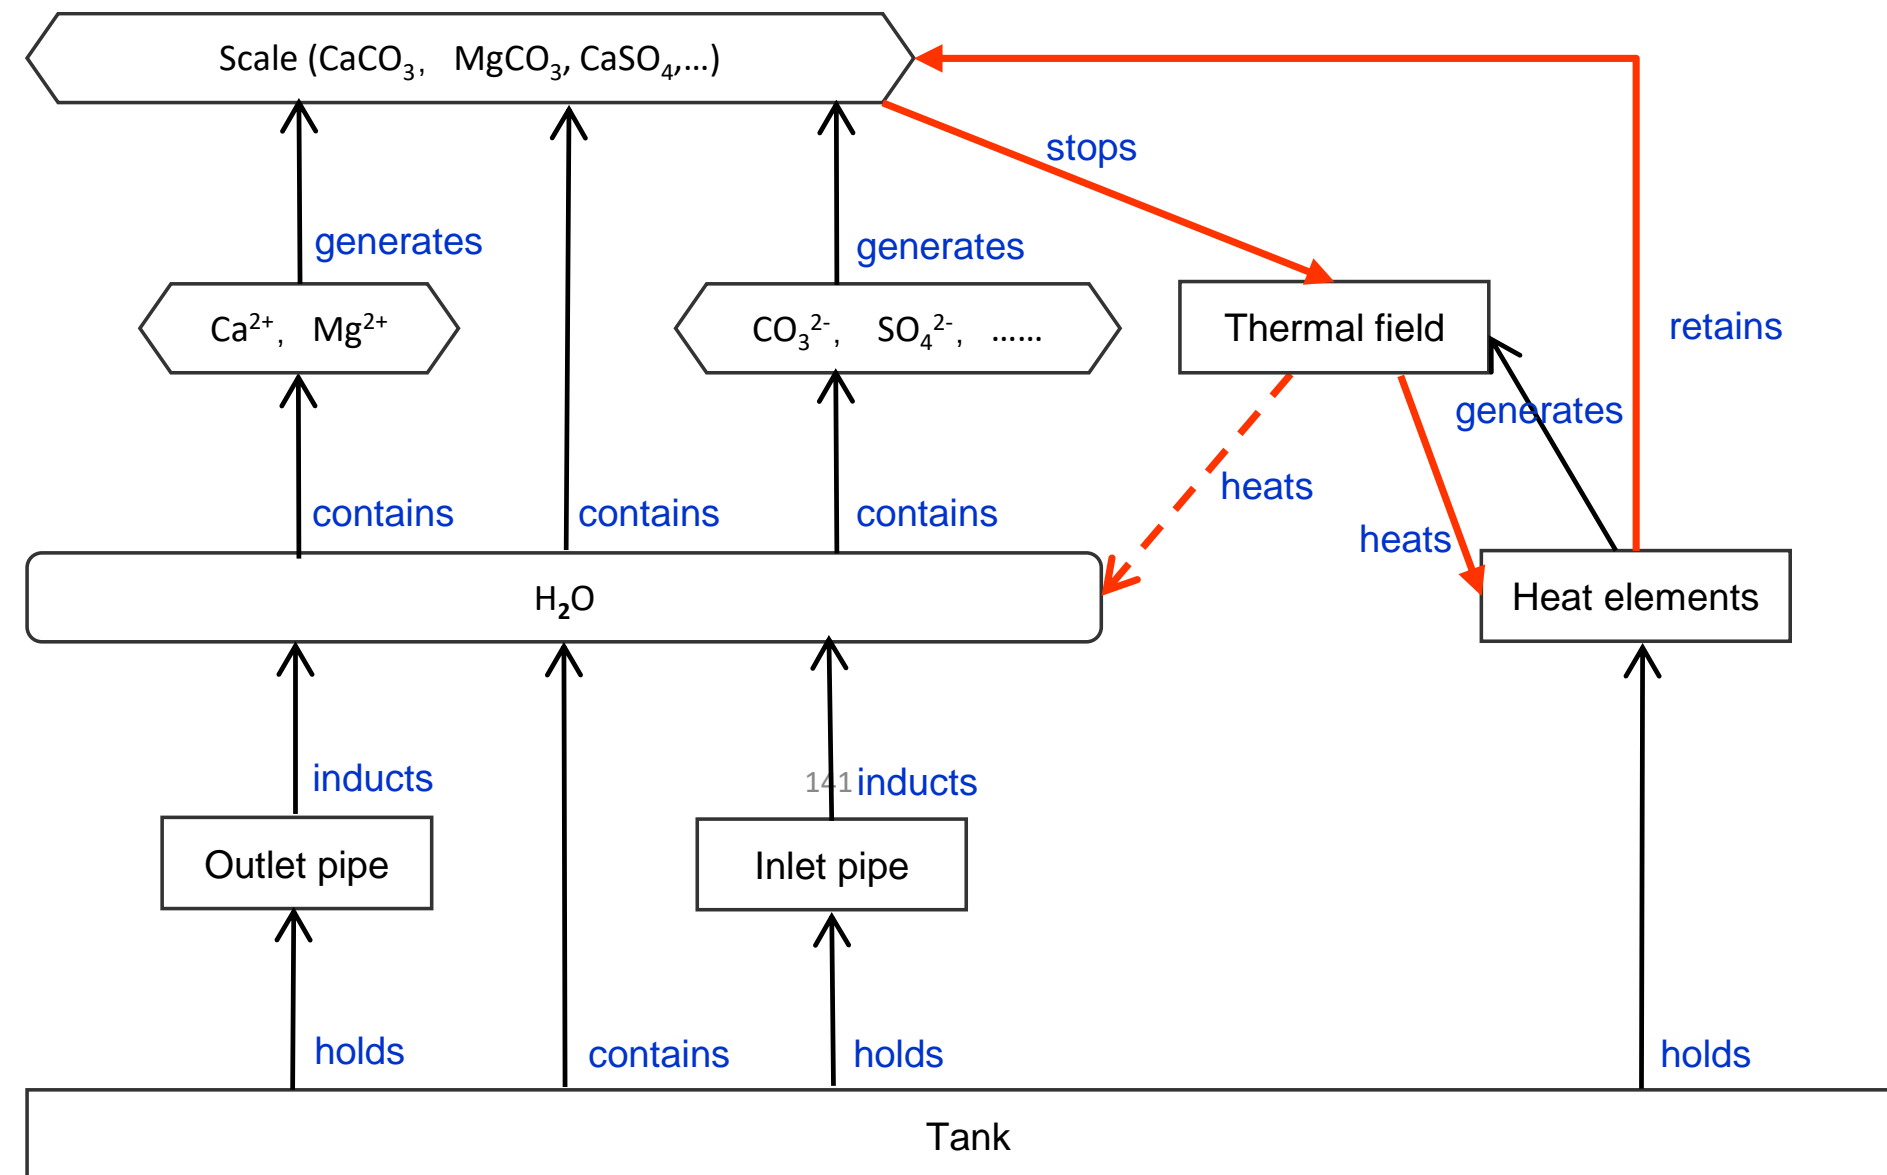 Scale (CaCO₃, MgCO₃, CaSO₄,...)
stops
generates
generates
Ca²⁺, Mg²⁺
CO₃²⁻, SO₄²⁻, ......
Thermal field
retains
generates
heats
contains
contains
contains
heats
H₂O
Heat elements
inducts
141
inducts
Outlet pipe
Inlet pipe
holds
contains
holds
holds
Tank